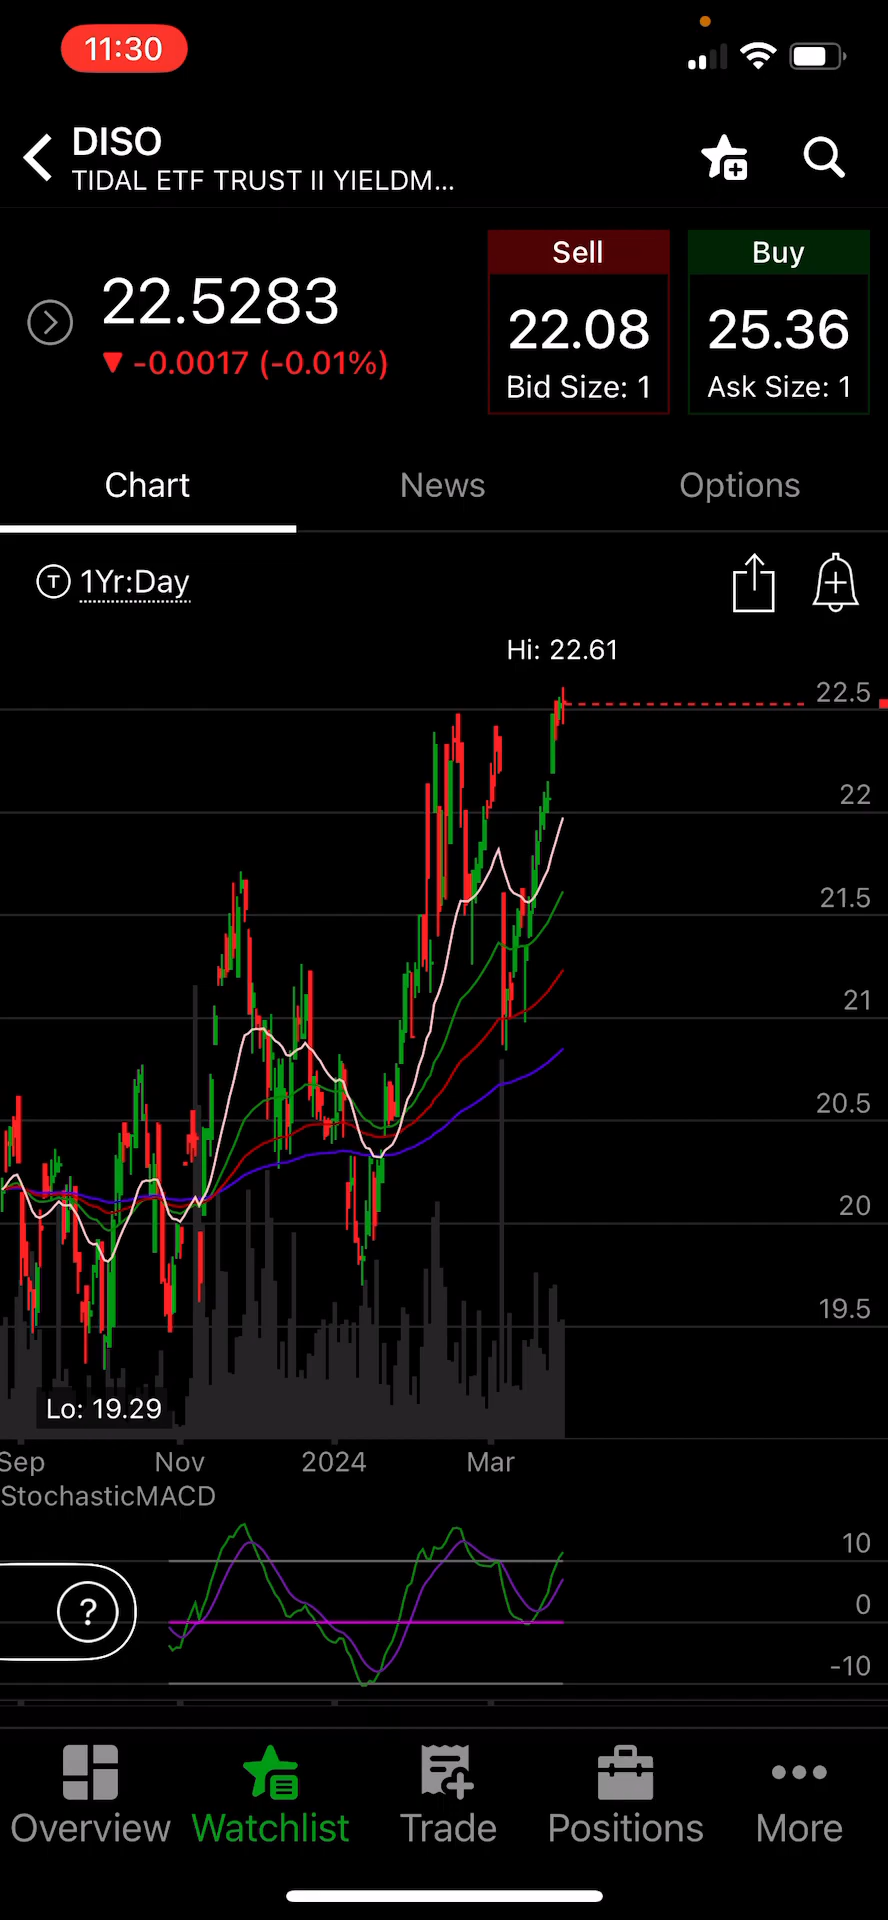 11:30
DISO
TIDAL ETF TRUST II YIELDM...
22.5283
-0.0017 (-0.01%)
Sell
22.08
Bid Size: 1
Buy
25.36
Ask Size: 1
Chart
News
Options
T 1Yr:Day
Hi: 22.61
22.5
22
21.5
21
20.5
20
19.5
Lo: 19.29
Sep
Nov
2024
Mar
StochasticMACD
10
0
-10
?
Overview
Watchlist
Trade
Positions
More